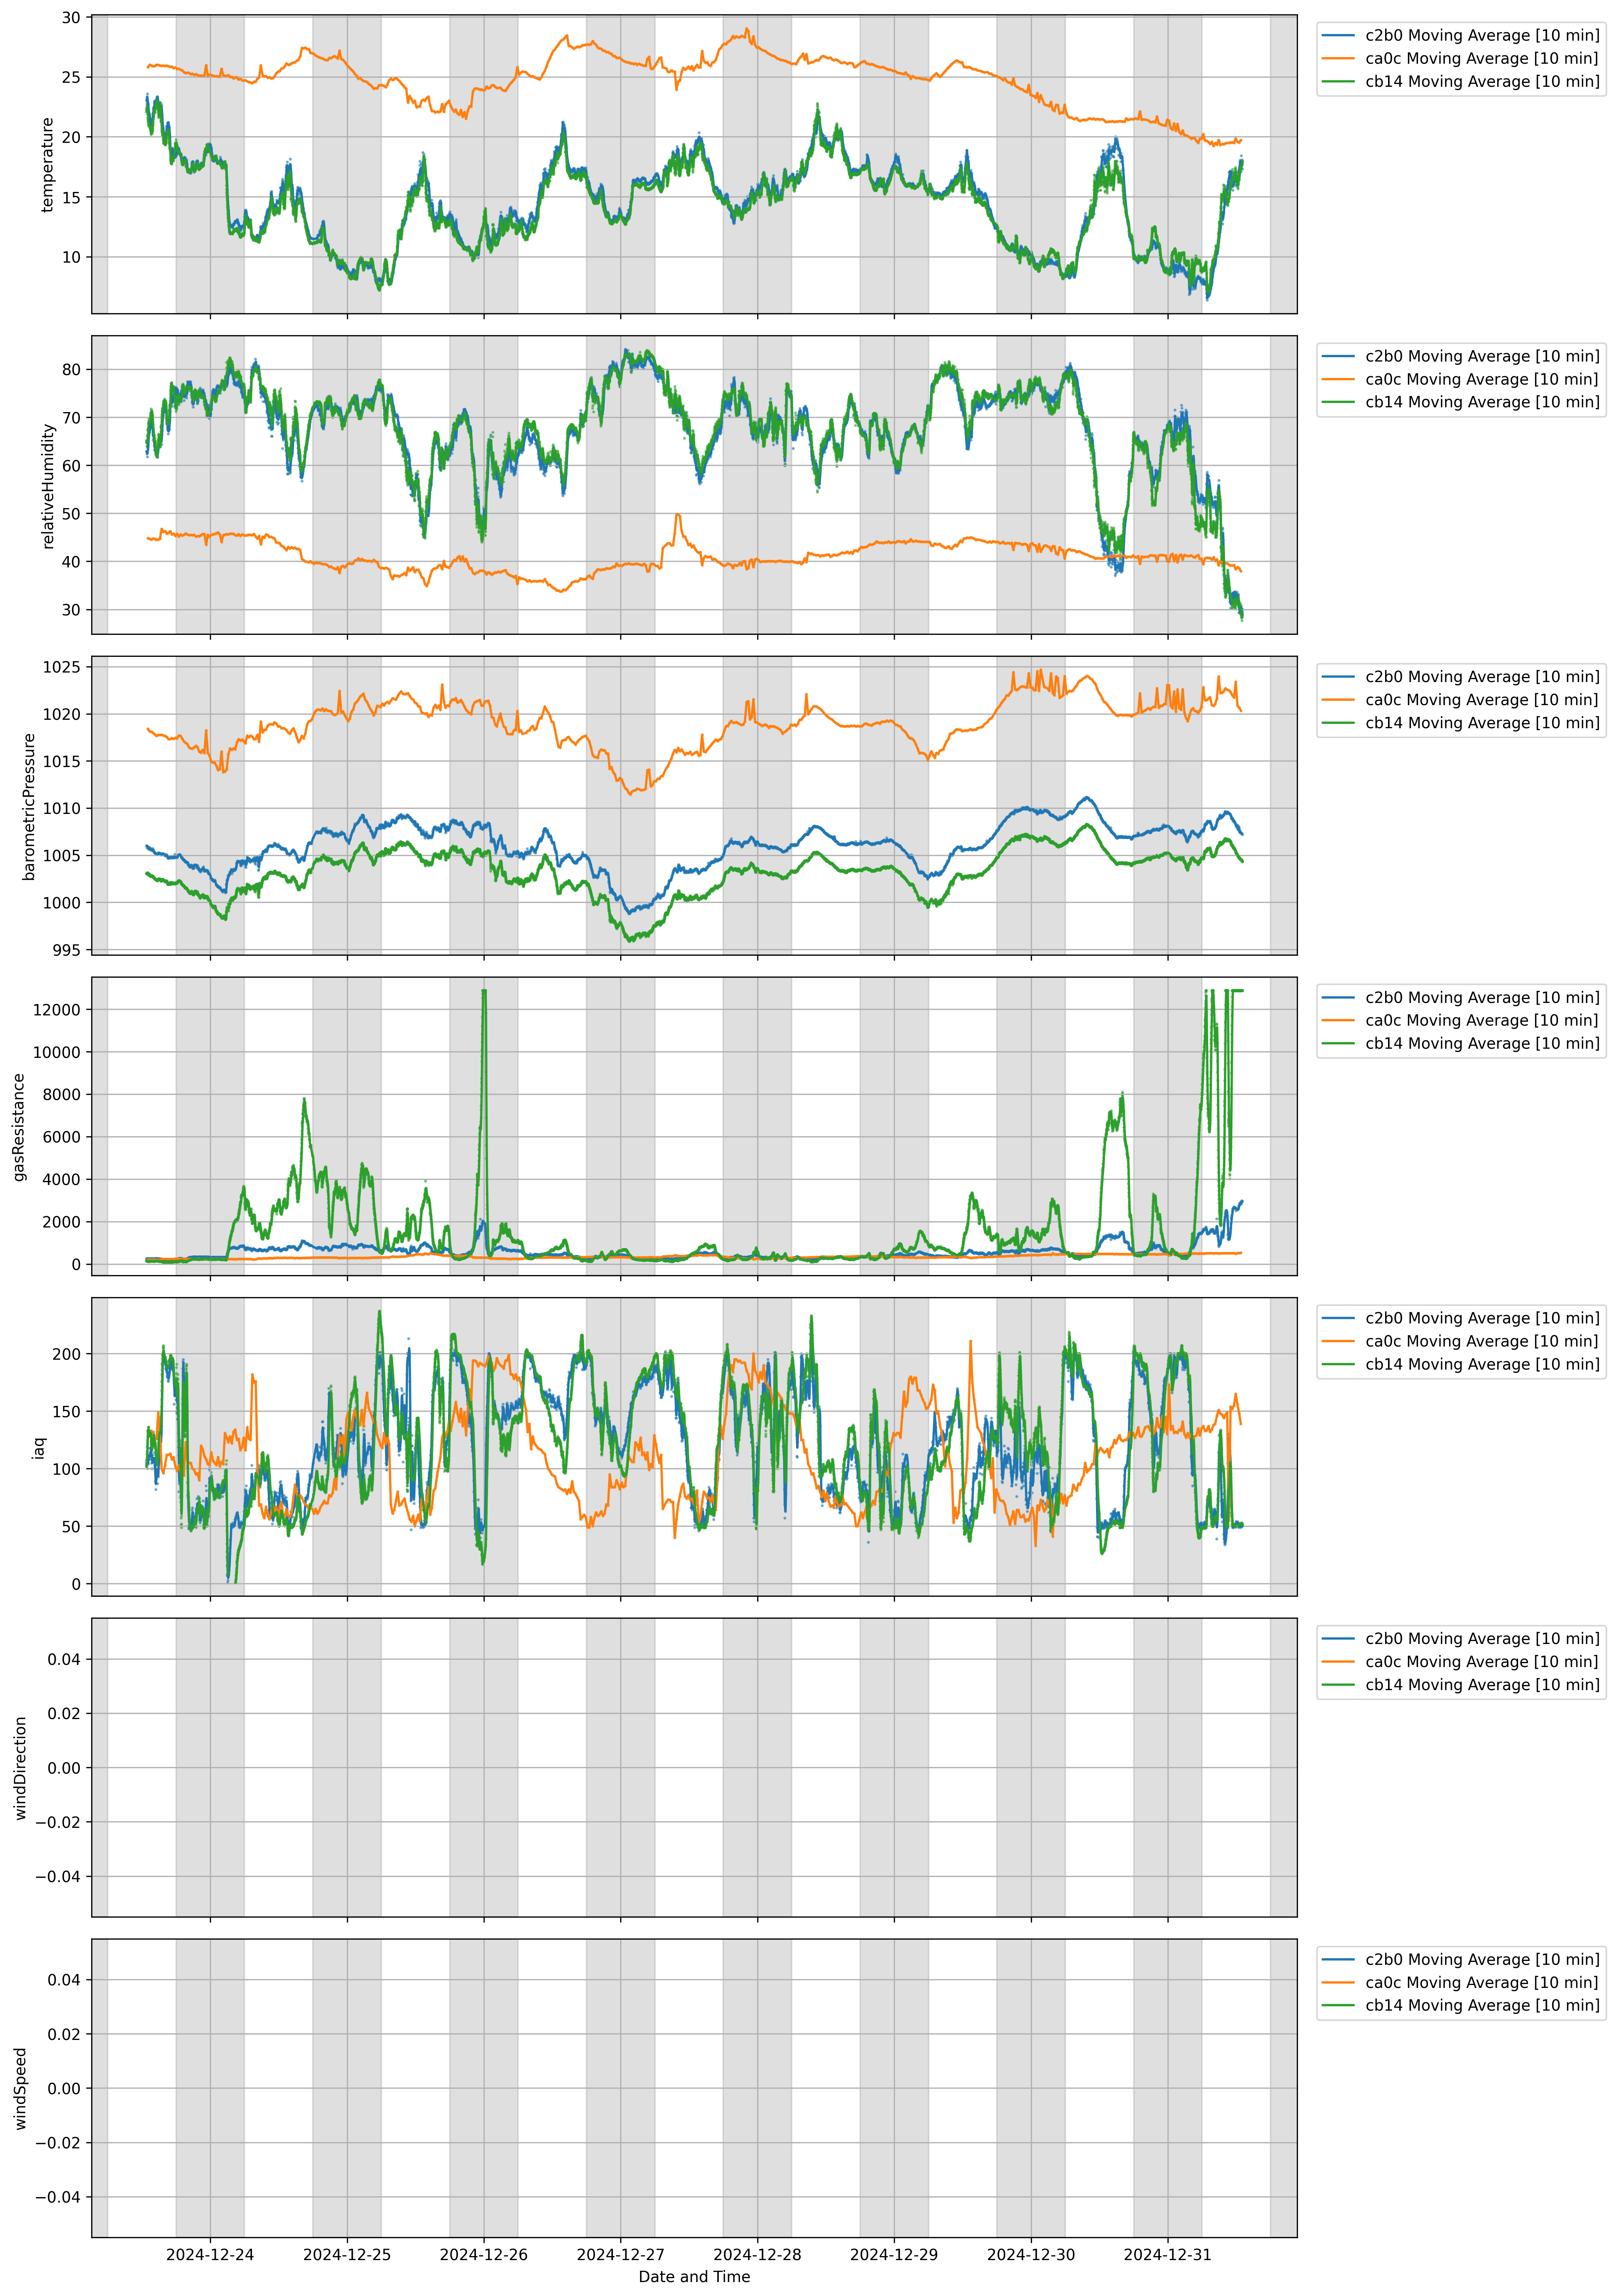 30
25
20
15
10
temperature
c2b0 Moving Average [10 min]
ca0c Moving Average [10 min]
cb14 Moving Average [10 min]
80
70
60
50
40
30
relativeHumidity
c2b0 Moving Average [10 min]
ca0c Moving Average [10 min]
cb14 Moving Average [10 min]
1025
1020
1015
1010
1005
1000
995
barometricPressure
c2b0 Moving Average [10 min]
ca0c Moving Average [10 min]
cb14 Moving Average [10 min]
12000
10000
8000
6000
4000
2000
0
gasResistance
c2b0 Moving Average [10 min]
ca0c Moving Average [10 min]
cb14 Moving Average [10 min]
200
150
100
50
0
iaq
c2b0 Moving Average [10 min]
ca0c Moving Average [10 min]
cb14 Moving Average [10 min]
0.04
0.02
0.00
−0.02
−0.04
windDirection
c2b0 Moving Average [10 min]
ca0c Moving Average [10 min]
cb14 Moving Average [10 min]
0.04
0.02
0.00
−0.02
−0.04
windSpeed
c2b0 Moving Average [10 min]
ca0c Moving Average [10 min]
cb14 Moving Average [10 min]
2024-12-24 2024-12-25 2024-12-26 2024-12-27 2024-12-28 2024-12-29 2024-12-30 2024-12-31
Date and Time